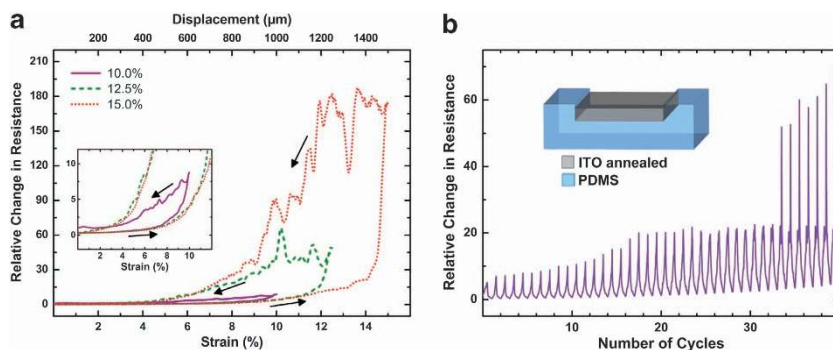 a
Displacement (µm)
200 400 600 800 1000 1200 1400
210
180
150
120
90
60
30
0
Relative Change in Resistance
10.0%
12.5%
15.0%
10
5
0
0 2 4 6 8 10
Strain (%)
2 4 6 8 10 12 14
Strain (%)
b
60
40
20
0
Relative Change in Resistance
ITO annealed
PDMS
10 20 30
Number of Cycles